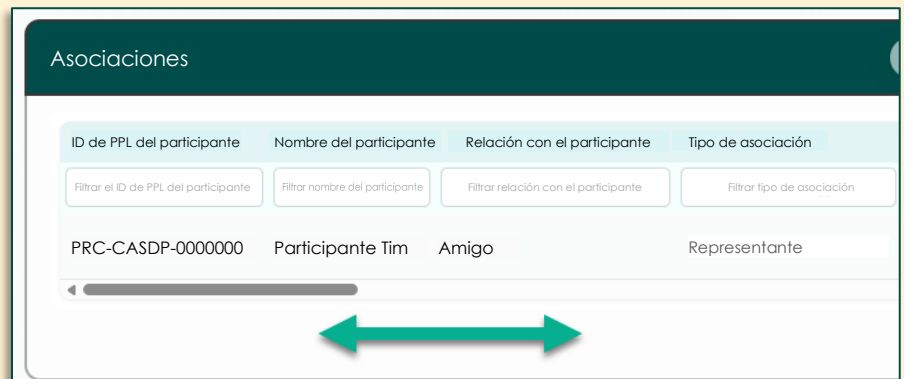 Asociaciones
ID de PPL del participante Nombre del participante Relación con el participante Tipo de asociación
Filtrar el ID de PPL del participante Filtrar nombre del participante Filtrar relación con el participante Filtrar tipo de asociación
PRC-CASDP-0000000 Participante Tim Amigo Representante